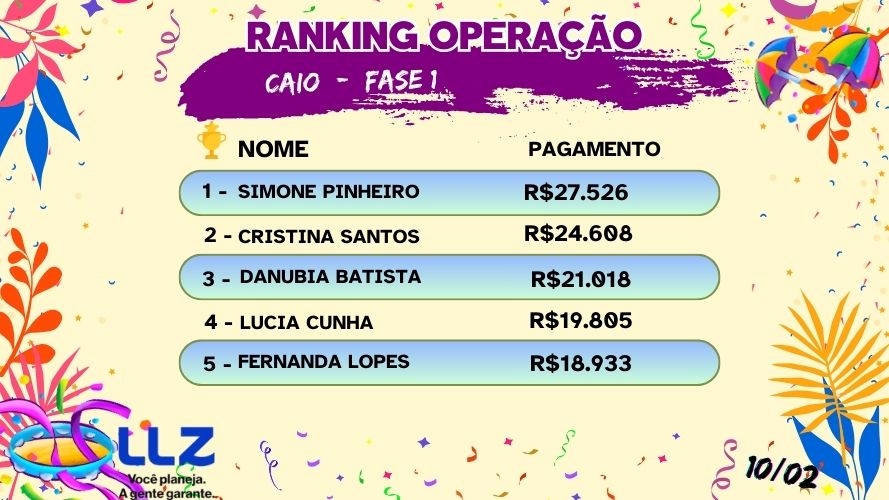 RANKING OPERAÇÃO
CAIO - FASE 1
NOME PAGAMENTO
1 - SIMONE PINHEIRO R$27.526
2 - CRISTINA SANTOS R$24.608
3 - DANUBIA BATISTA R$21.018
4 - LUCIA CUNHA R$19.805
5 - FERNANDA LOPES R$18.933
LLZ
Você planeja.
A gente garante.
10/02